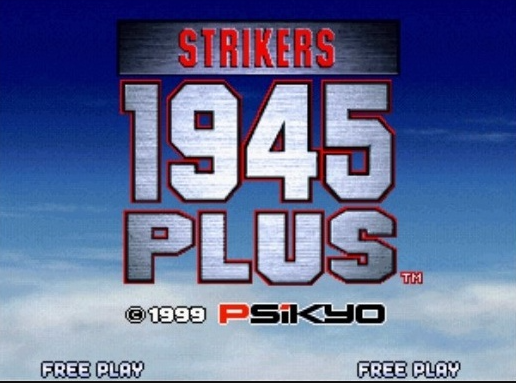 STRIKERS
1945
PLUS TM
©1999 PSIKYO
FREE PLAY FREE PLAY